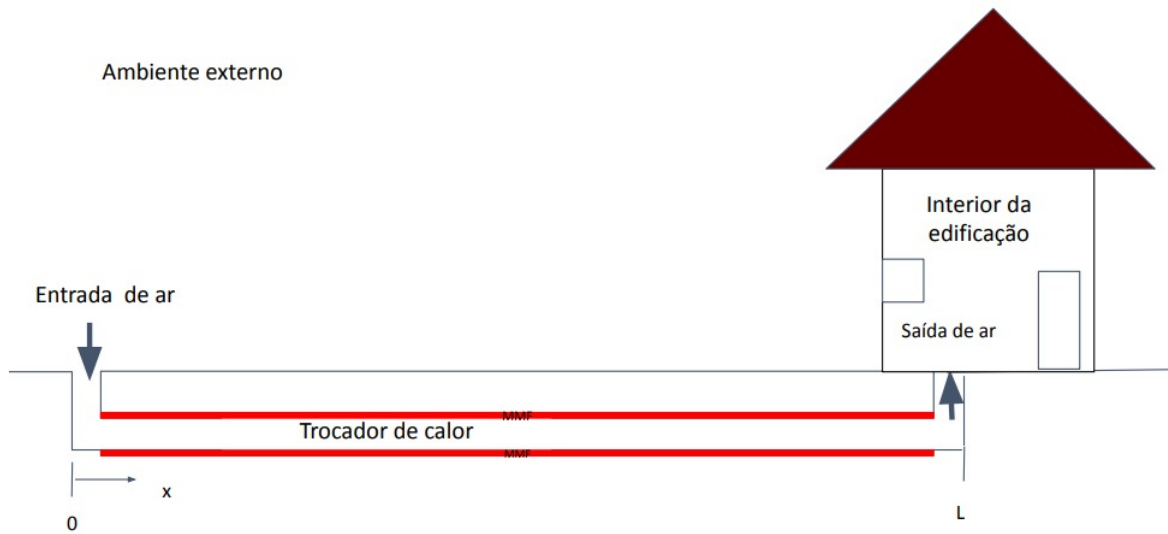 Ambiente externo
Interior da
edificação
Entrada de ar
Saída de ar
MMF
Trocador de calor
MMF
x
0
L